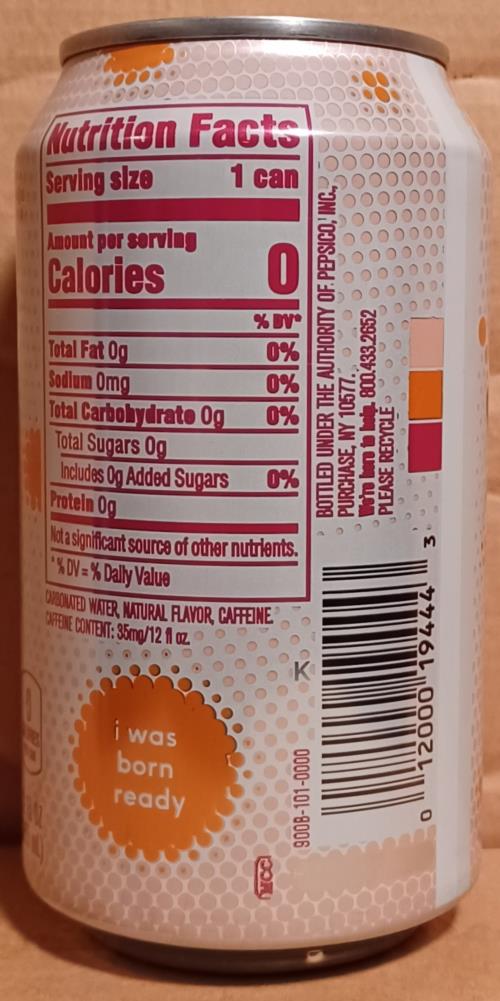 Nutrition Facts
Serving size 1 can
Amount per serving
Calories 0
% DV*
Total Fat 0g 0%
Sodium 0mg 0%
Total Carbohydrate 0g 0%
Total Sugars 0g
Includes 0g Added Sugars 0%
Protein 0g
Not a significant source of other nutrients.
* % DV = % Daily Value
CARBONATED WATER, NATURAL FLAVOR, CAFFEINE.
CAFFEINE CONTENT: 35mg/12 fl oz.
i was
born
ready
BOTTLED UNDER THE AUTHORITY OF PEPSICO, INC.,
PURCHASE, NY 10577.
We're here to help. 800.433.2652
PLEASE RECYCLE
K
9008-101-0000
0 12000 19444 3